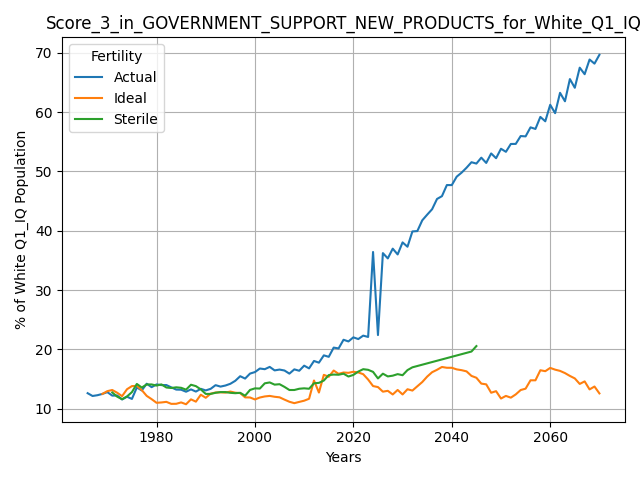 Score_3_in_GOVERNMENT_SUPPORT_NEW_PRODUCTS_for_White_Q1_IQ
Fertility
Actual
Ideal
Sterile
% of White Q1_IQ Population
70
60
50
40
30
20
10
1980
2000
2020
2040
2060
Years